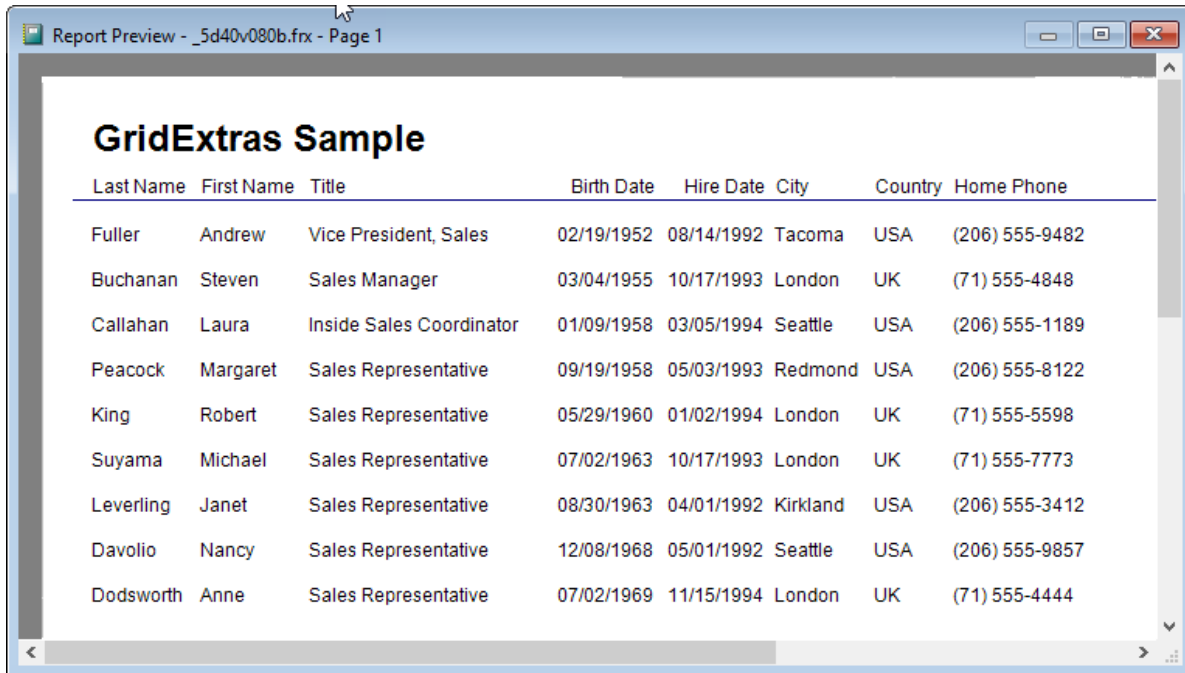 Report Preview - _5d40v080b.frx - Page 1
GridExtras Sample
Last Name First Name Title Birth Date Hire Date City Country Home Phone
Fuller Andrew Vice President, Sales 02/19/1952 08/14/1992 Tacoma USA (206) 555-9482
Buchanan Steven Sales Manager 03/04/1955 10/17/1993 London UK (71) 555-4848
Callahan Laura Inside Sales Coordinator 01/09/1958 03/05/1994 Seattle USA (206) 555-1189
Peacock Margaret Sales Representative 09/19/1958 05/03/1993 Redmond USA (206) 555-8122
King Robert Sales Representative 05/29/1960 01/02/1994 London UK (71) 555-5598
Suyama Michael Sales Representative 07/02/1963 10/17/1993 London UK (71) 555-7773
Leverling Janet Sales Representative 08/30/1963 04/01/1992 Kirkland USA (206) 555-3412
Davolio Nancy Sales Representative 12/08/1968 05/01/1992 Seattle USA (206) 555-9857
Dodsworth Anne Sales Representative 07/02/1969 11/15/1994 London UK (71) 555-4444